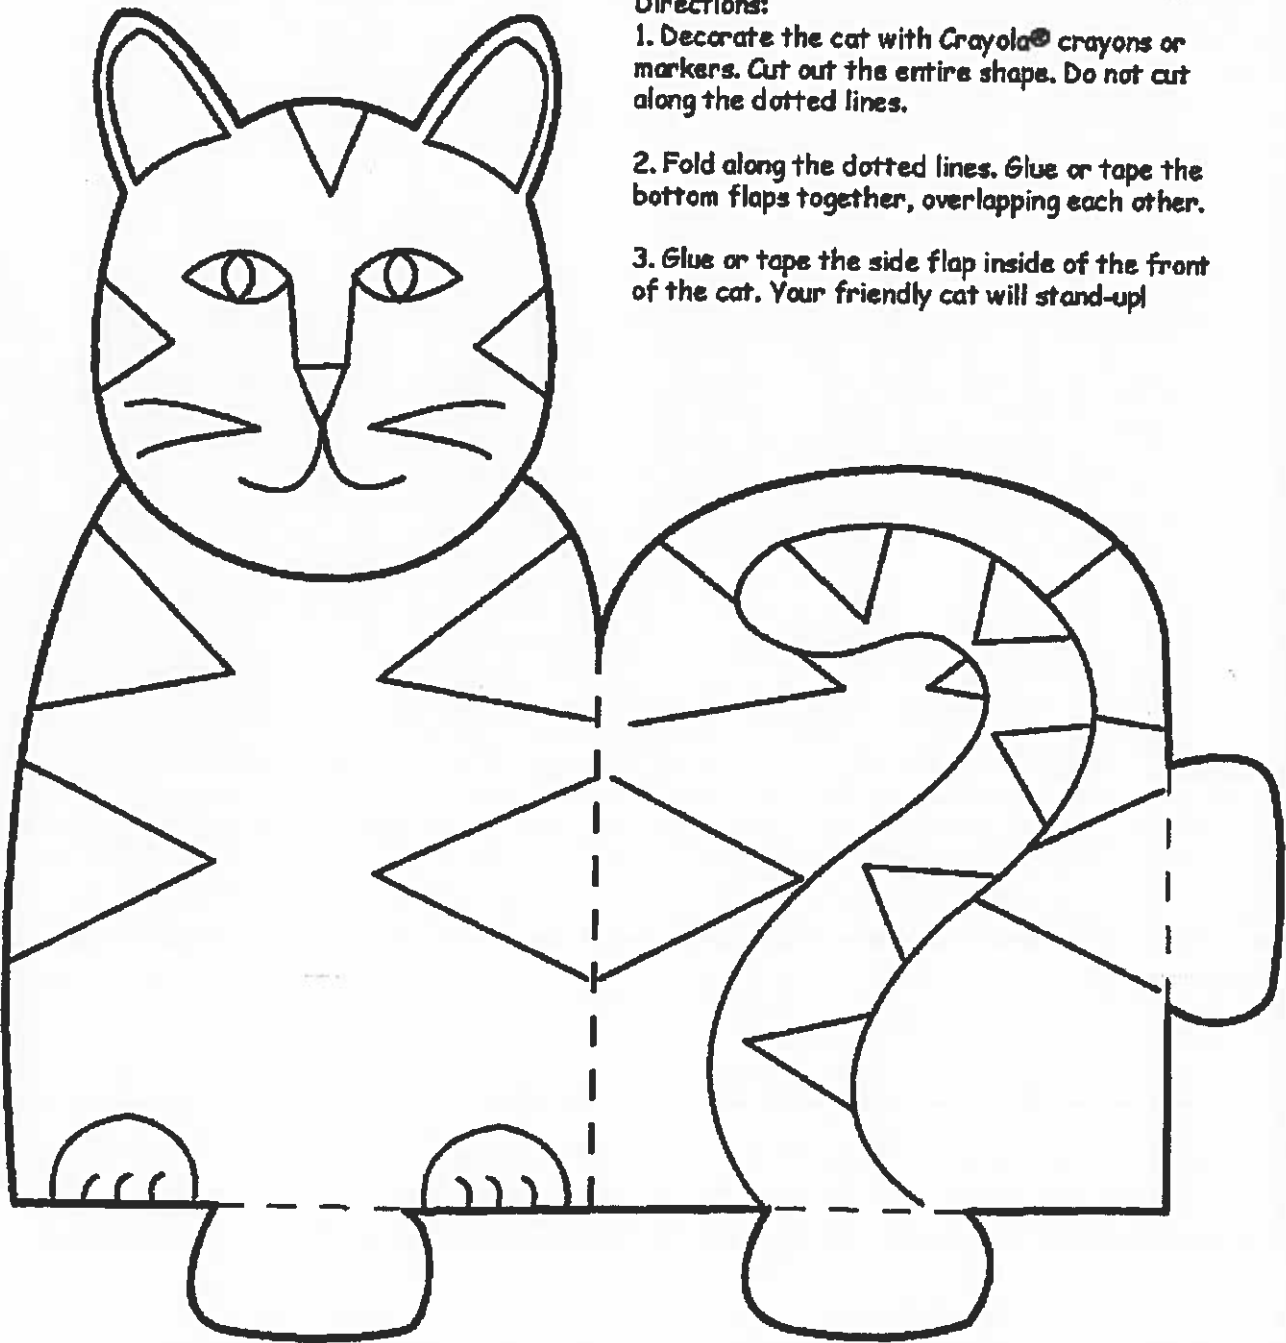 Directions:
1. Decorate the cat with Crayola® crayons or
markers. Cut out the entire shape. Do not cut
along the dotted lines.
2. Fold along the dotted lines. Glue or tape the
bottom flaps together, overlapping each other.
3. Glue or tape the side flap inside of the front
of the cat. Your friendly cat will stand-up!